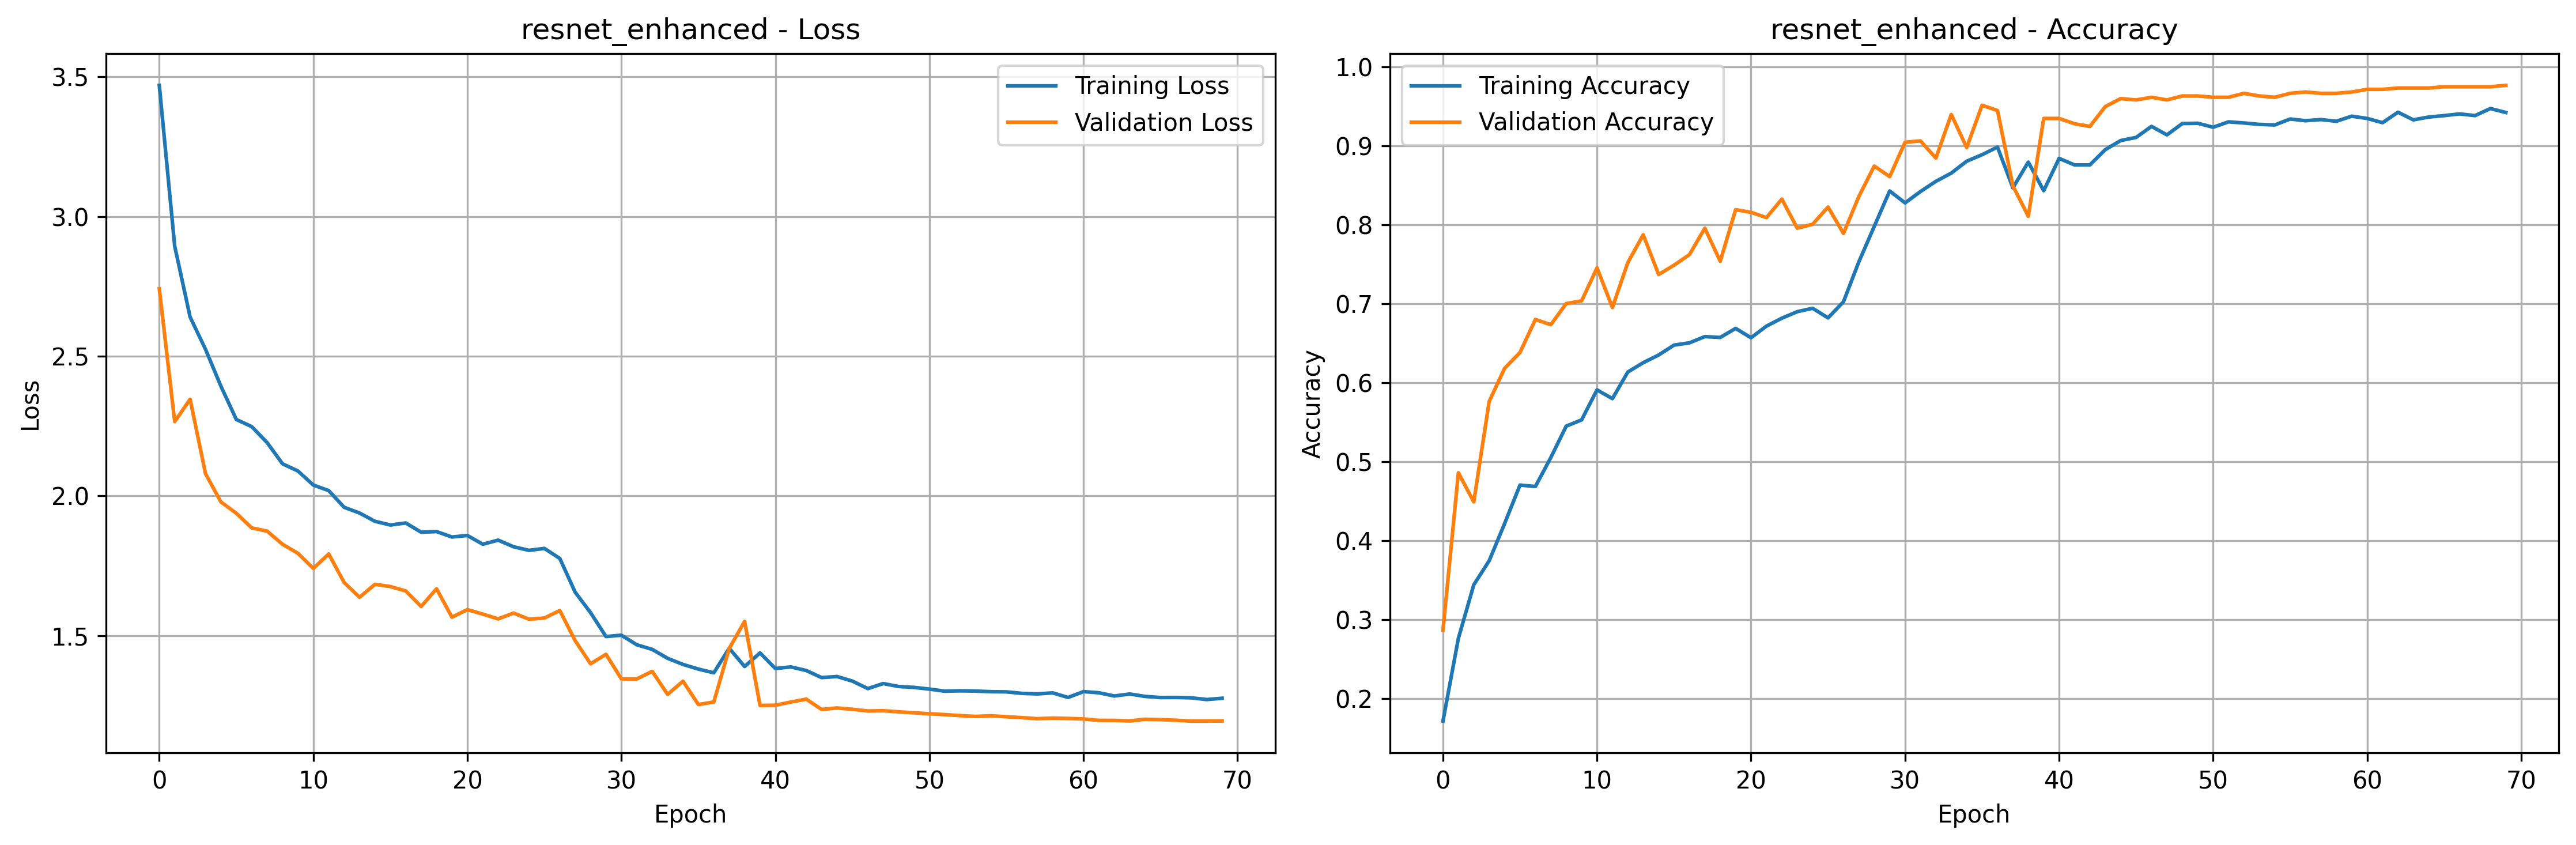 resnet_enhanced - Loss
Training Loss
Validation Loss
3.5
3.0
2.5
2.0
1.5
Loss
0 10 20 30 40 50 60 70
Epoch
resnet_enhanced - Accuracy
Training Accuracy
Validation Accuracy
1.0
0.9
0.8
0.7
0.6
0.5
0.4
0.3
0.2
Accuracy
0 10 20 30 40 50 60 70
Epoch